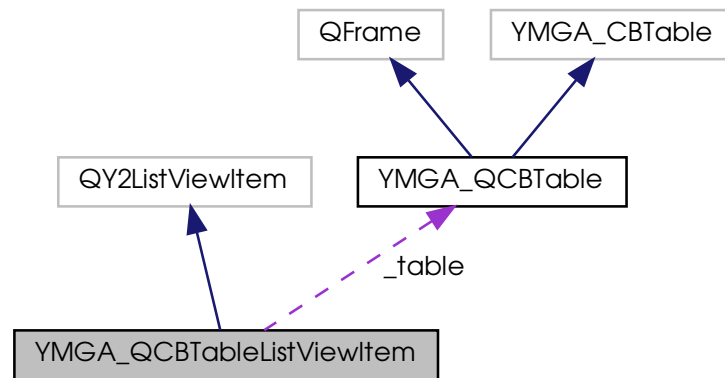 QFrame
YMGA_CBTable
QY2ListViewItem
YMGA_QCBTable
_table
YMGA_QCBTableListViewItem